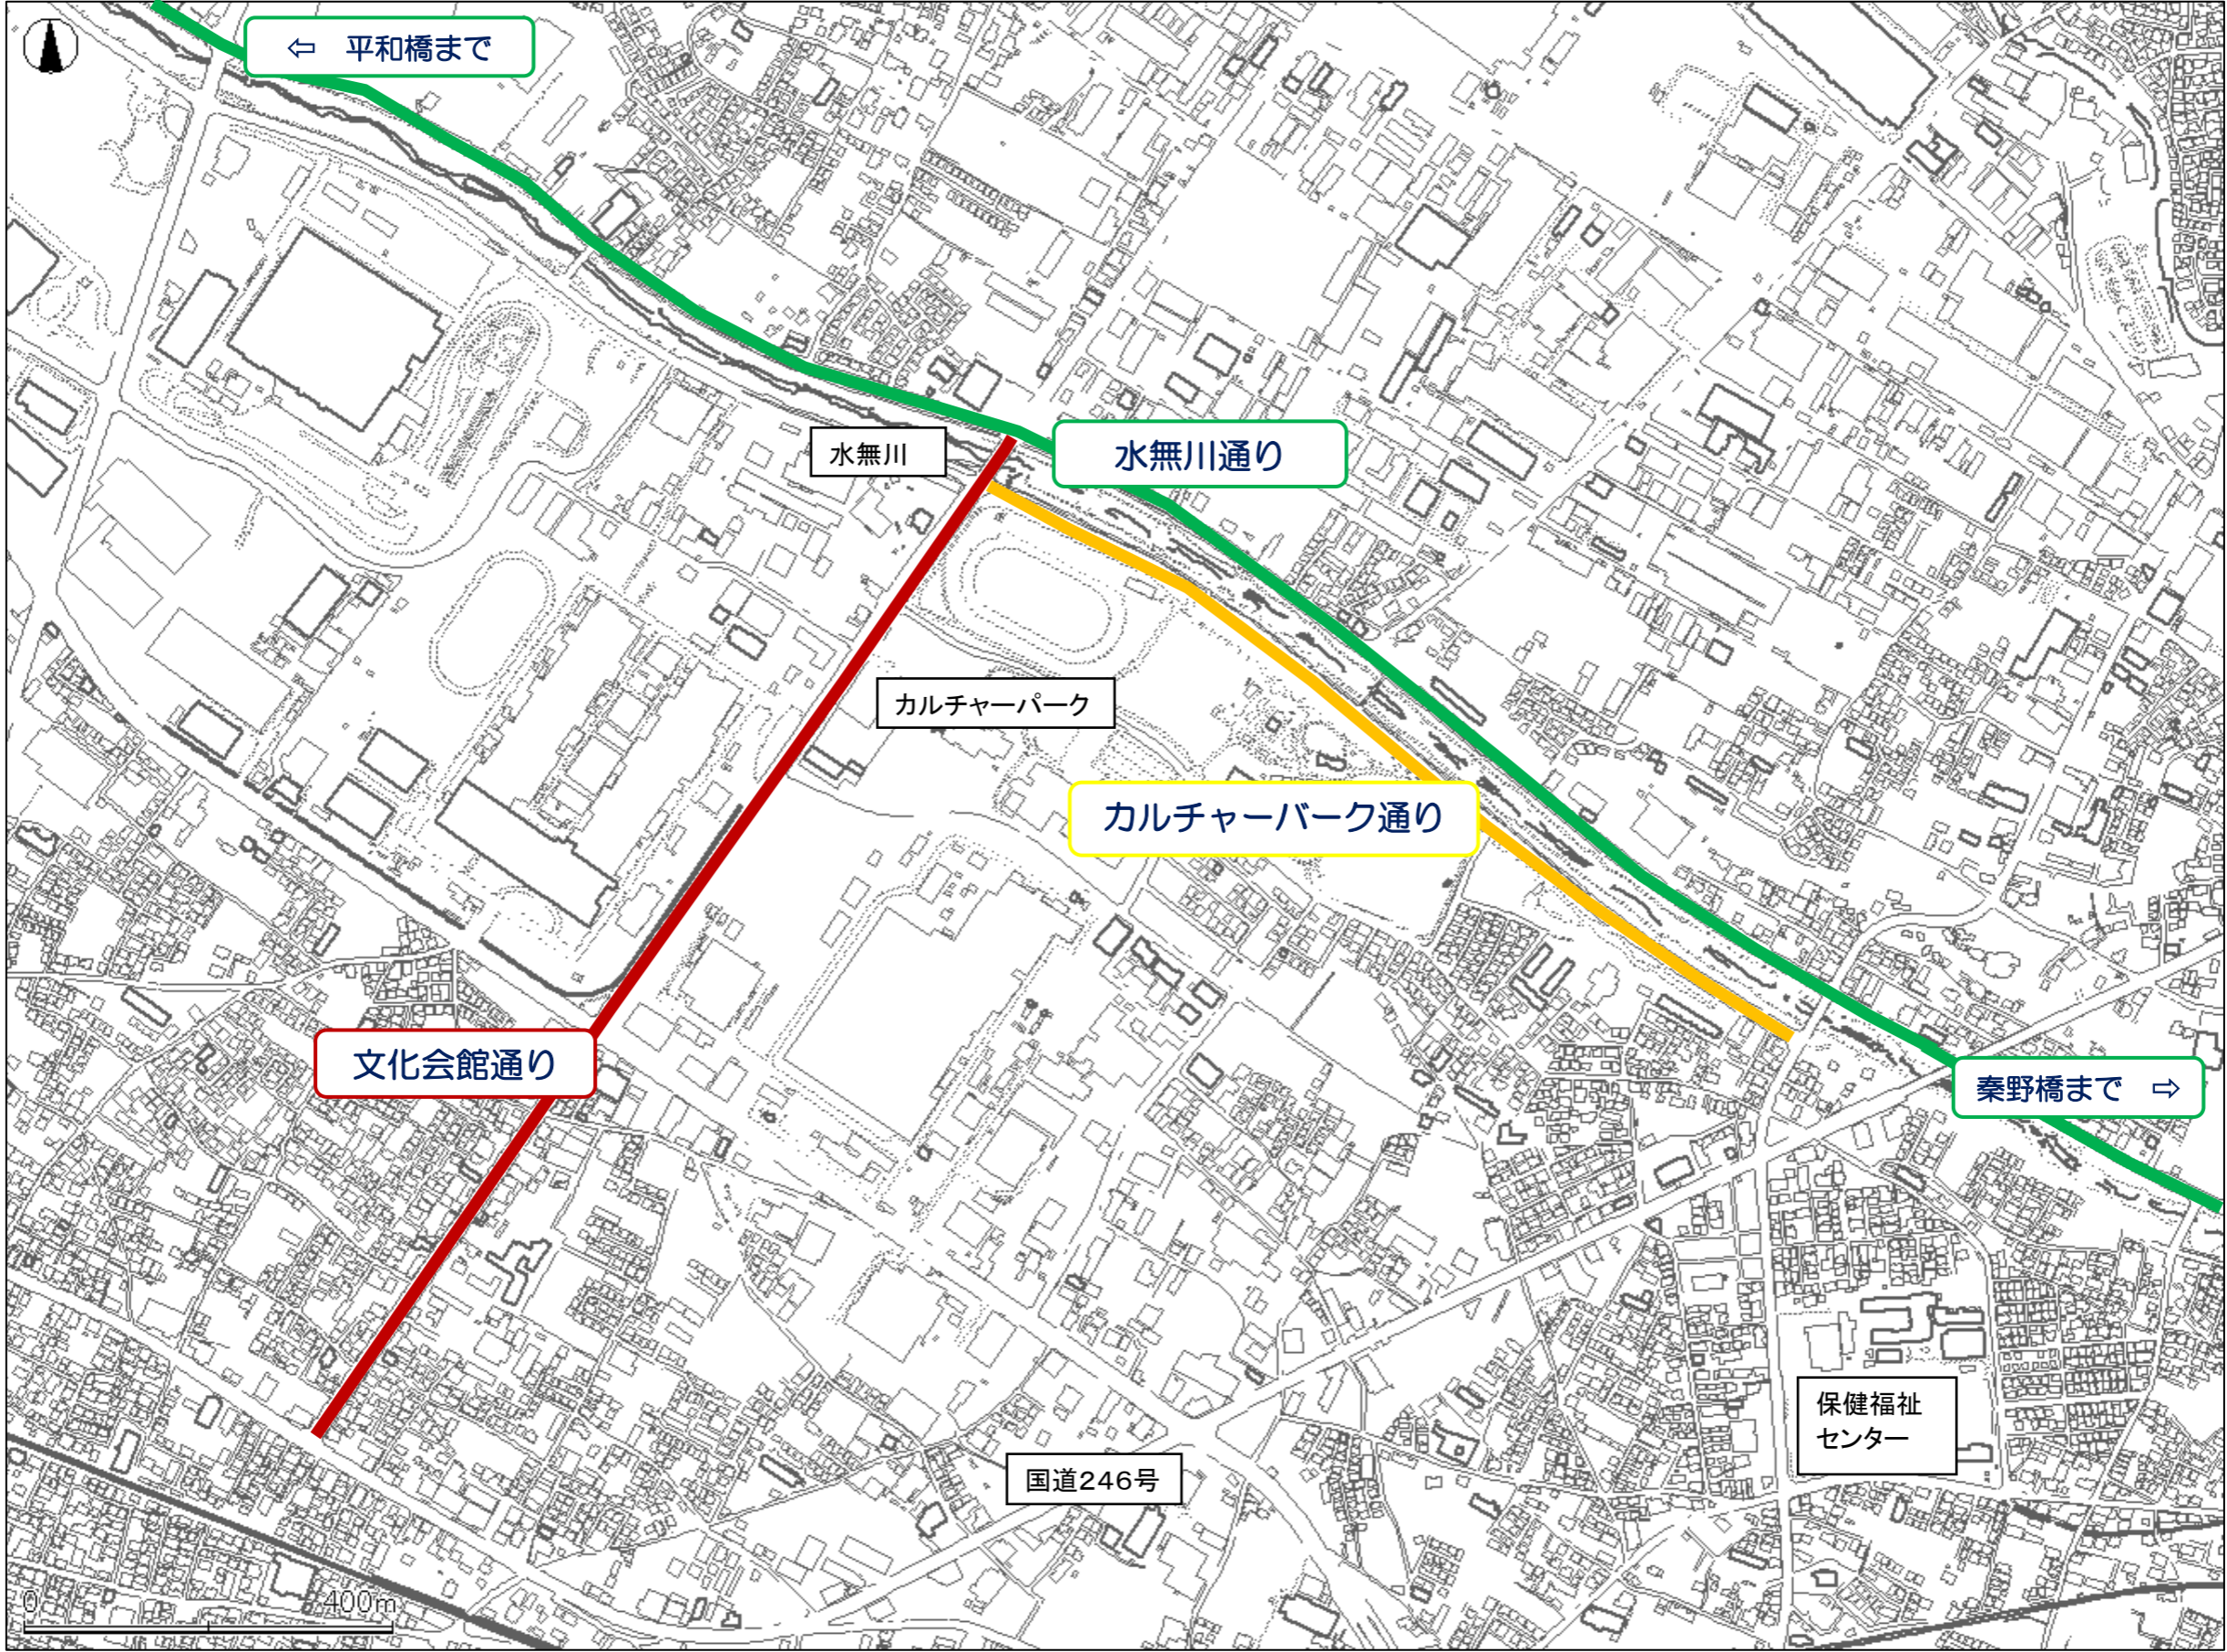 ⇦ 平和橋まで
水無川
水無川通り
カルチャーパーク
カルチャーパーク通り
文化会館通り
秦野橋まで ⇨
保健福祉
センター
国道246号
0 400m